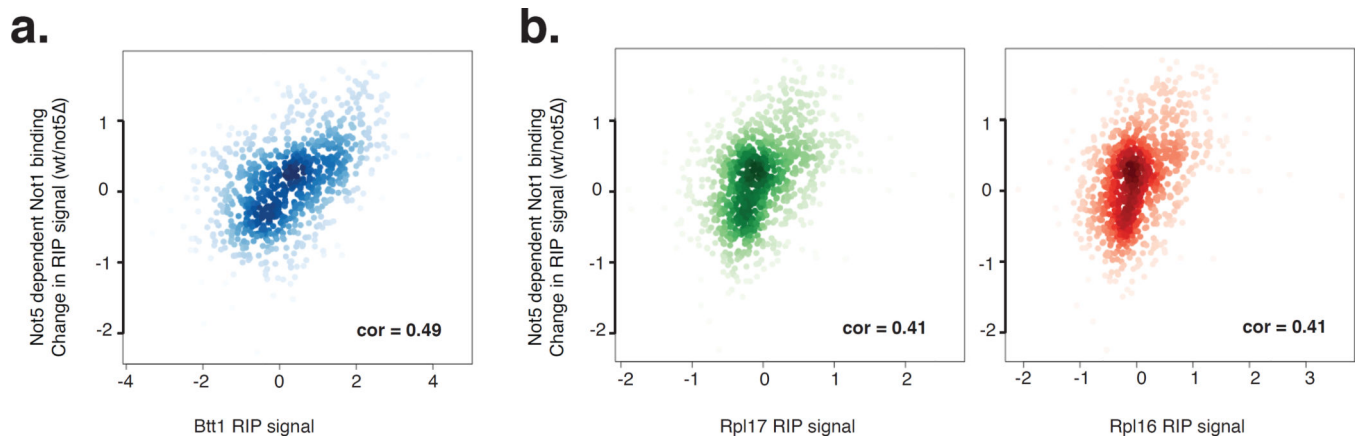 a.
Not5 dependent Not1 binding
Change in RIP signal (wt/not5Δ)
1
0
-1
-2
cor = 0.49
-4
-2
0
2
4
Btt1 RIP signal
b.
Not5 dependent Not1 binding
Change in RIP signal (wt/not5Δ)
1
0
-1
-2
cor = 0.41
-2
-1
0
1
2
Rpl17 RIP signal
1
0
-1
-2
cor = 0.41
-2
-1
0
1
2
3
Rpl16 RIP signal